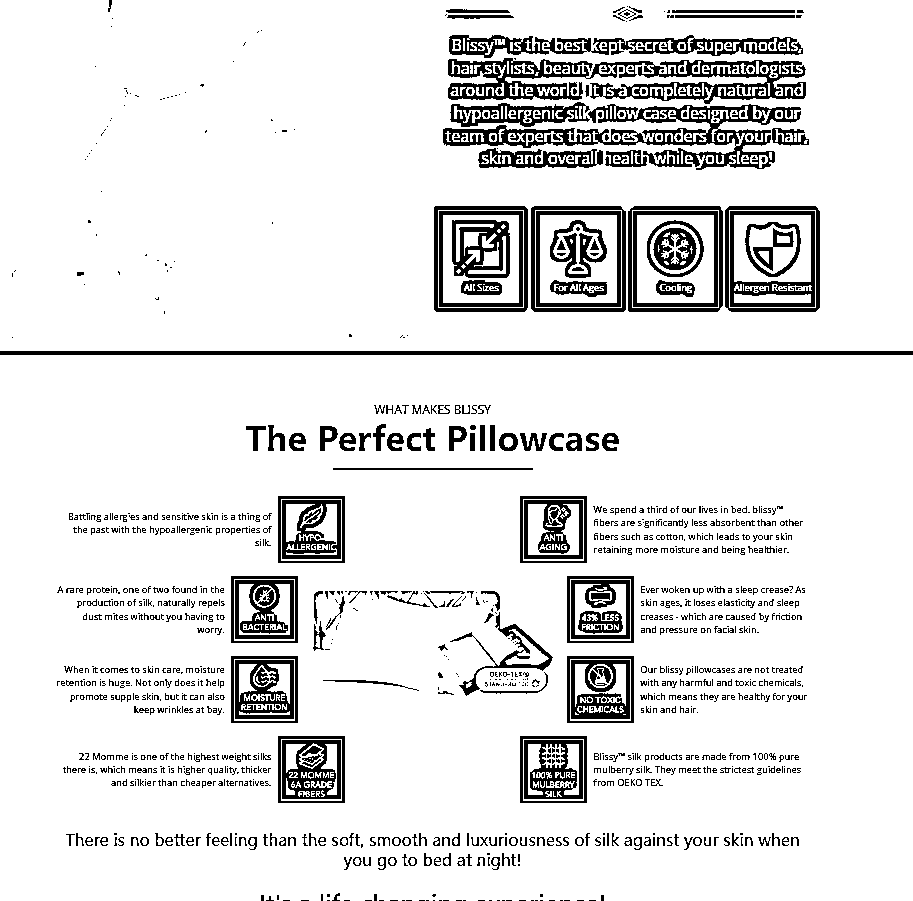 Blissy™ is the best kept secret of super models,
hair stylists, beauty experts and dermatologists
around the world. It is a completely natural and
hypoallergenic silk pillow case designed by our
team of experts that does wonders for your hair,
skin and overall health while you sleep!
All Sizes
For All Ages
Cooling
Allergen Resistant
WHAT MAKES BLISSY
The Perfect Pillowcase
Battling allergies and sensitive skin is a thing of
the past with the hypoallergenic properties of
silk.
HYPO-
ALLERGENIC
ANTI
AGING
We spend a third of our lives in bed. blissy™
fibers are significantly less absorbent than other
fibers such as cotton, which leads to your skin
retaining more moisture and being healthier.
A rare protein, one of two found in the
production of silk, naturally repels
dust mites without you having to
worry.
ANTI
BACTERIAL
43% LESS
FRICTION
Ever woken up with a sleep crease? As
skin ages, it loses elasticity and sleep
creases - which are caused by friction
and pressure on facial skin.
When it comes to skin care, moisture
retention is huge. Not only does it help
promote supple skin, but it can also
keep wrinkles at bay.
MOISTURE
RETENTION
OEKO-TEX®
STANDARD 100
NO TOXIC
CHEMICALS
Our blissy pillowcases are not treated
with any harmful and toxic chemicals,
which means they are healthy for your
skin and hair.
22 Momme is one of the highest weight silks
there is, which means it is higher quality, thicker
and silkier than cheaper alternatives.
22 MOMME
6A GRADE
FIBERS
100% PURE
MULBERRY
SILK
Blissy™ silk products are made from 100% pure
mulberry silk. They meet the strictest guidelines
from OEKO TEX.
There is no better feeling than the soft, smooth and luxuriousness of silk against your skin when
you go to bed at night!
It's a life changing experience!